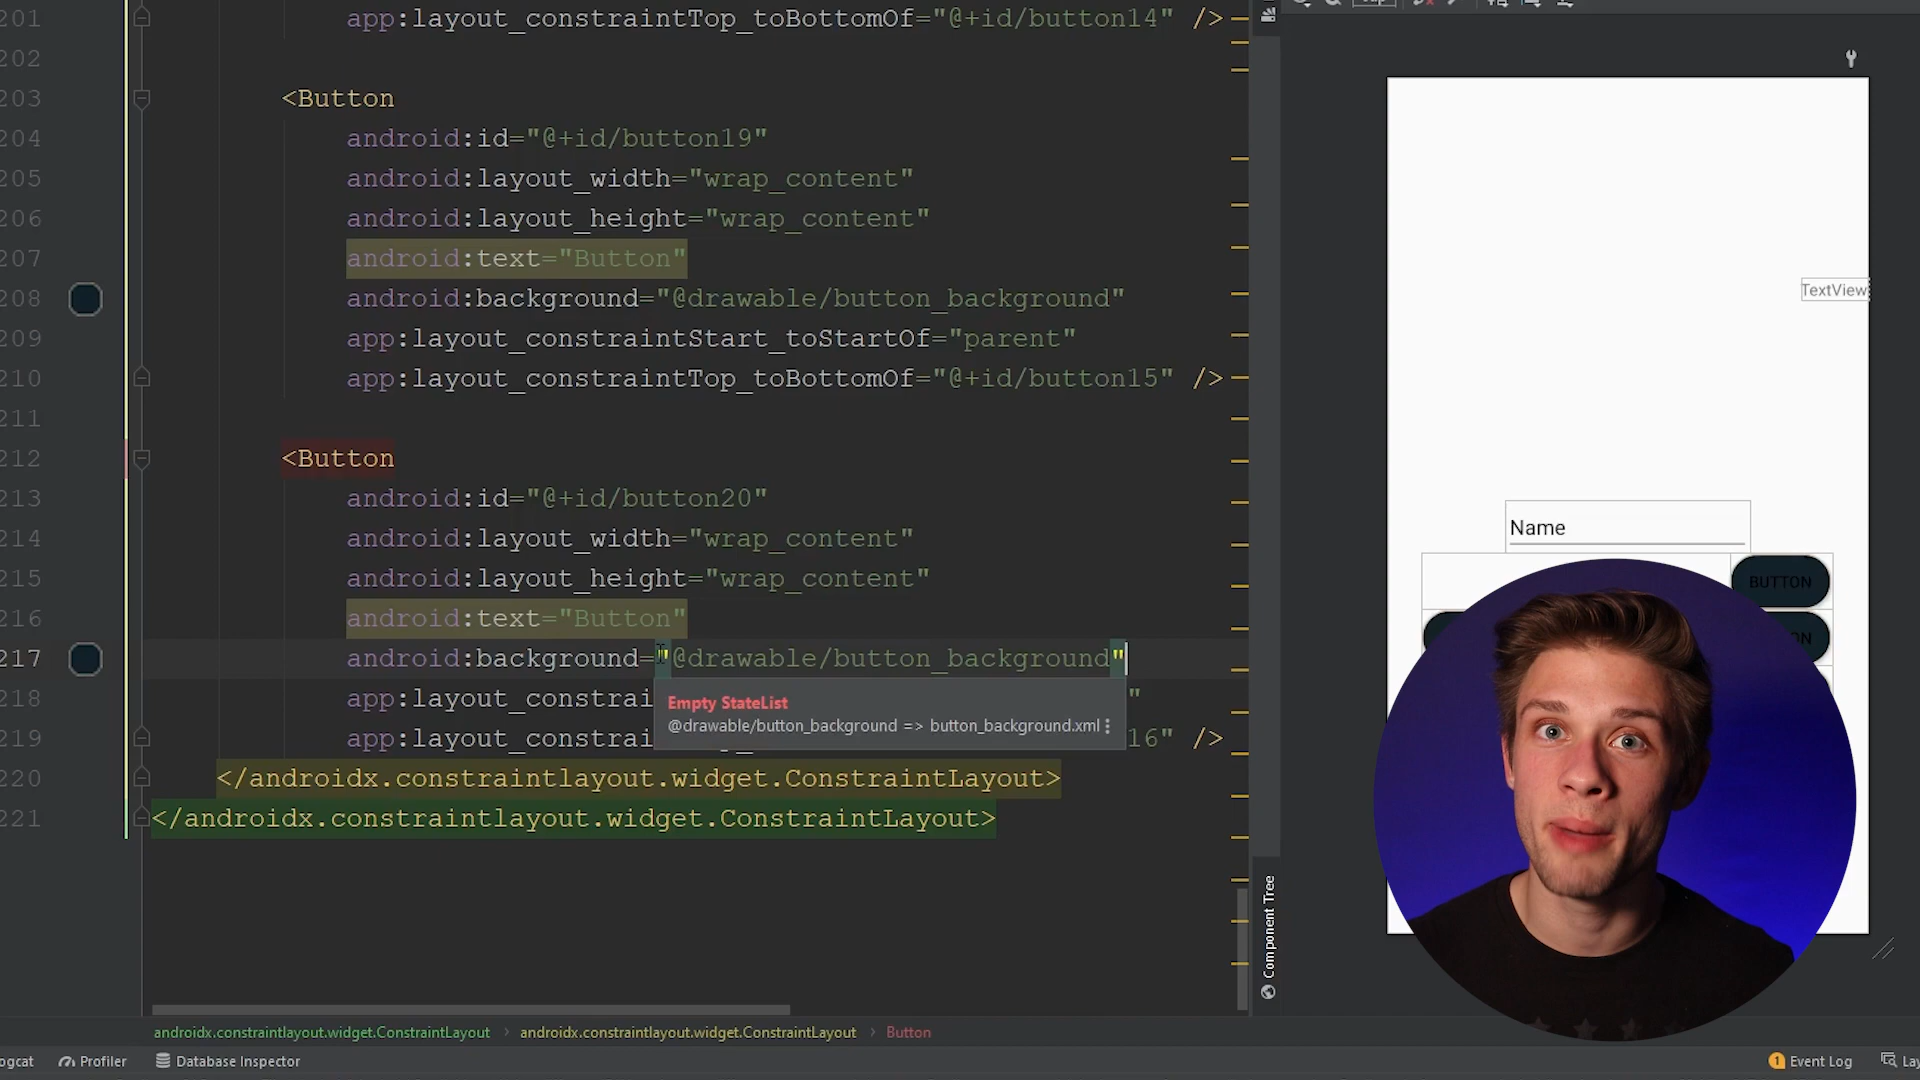 201 app:layout_constraintTop_toBottomOf="@+id/button14" />
202
203 <Button
204 android:id="@+id/button19"
205 android:layout_width="wrap_content"
206 android:layout_height="wrap_content"
207 android:text="Button"
208 android:background="@drawable/button_background"
209 app:layout_constraintStart_toStartOf="parent"
210 app:layout_constraintTop_toBottomOf="@+id/button15" />
211
212 <Button
213 android:id="@+id/button20"
214 android:layout_width="wrap_content"
215 android:layout_height="wrap_content"
216 android:text="Button"
217 android:background="@drawable/button_background"
218 app:layout_constrai "
Empty StateList
@drawable/button_background => button_background.xml
219 app:layout_constrai 16" />
220 </androidx.constraintlayout.widget.ConstraintLayout>
221 </androidx.constraintlayout.widget.ConstraintLayout>
androidx.constraintlayout.widget.ConstraintLayout > androidx.constraintlayout.widget.ConstraintLayout > Button
ogcat Profiler Database Inspector
Component Tree
TextView
Name
BUTTON
ON
1 Event Log
Lay